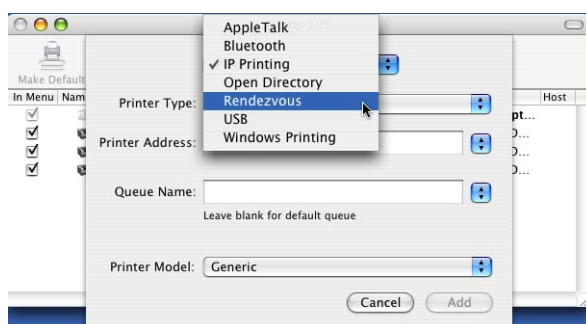 AppleTalk
Bluetooth
✓ IP Printing
Open Directory
Rendezvous
USB
Windows Printing
Make Default
In Menu Nam Host
Printer Type:
Printer Address:
Queue Name:
Leave blank for default queue
Printer Model: Generic
Cancel Add